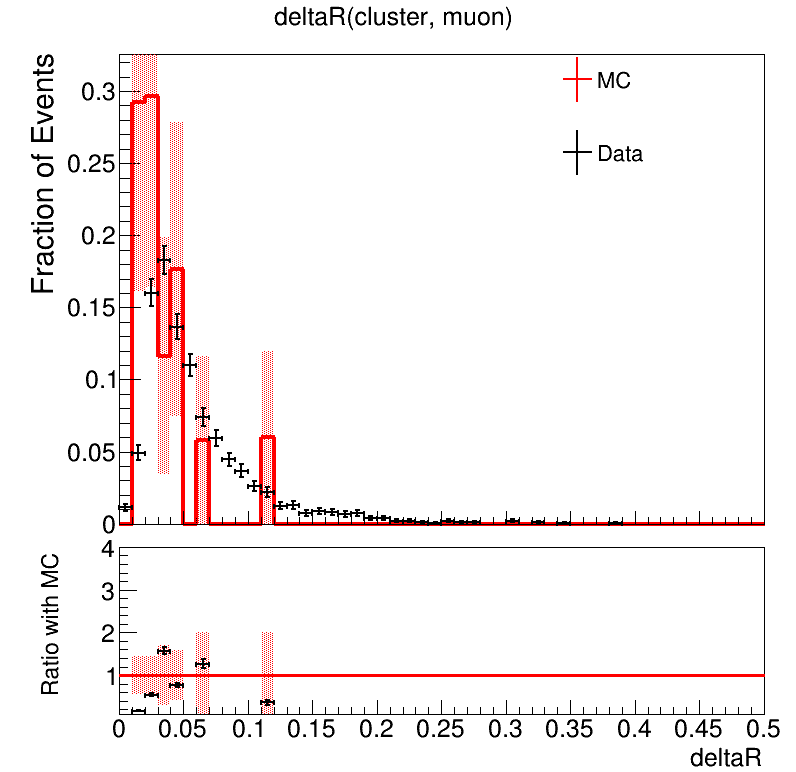 deltaR(cluster, muon)
Fraction of Events
0.3
0.25
0.2
0.15
0.1
0.05
0
MC
Data
Ratio with MC
4
3
2
1
0 0.05 0.1 0.15 0.2 0.25 0.3 0.35 0.4 0.45 0.5
deltaR